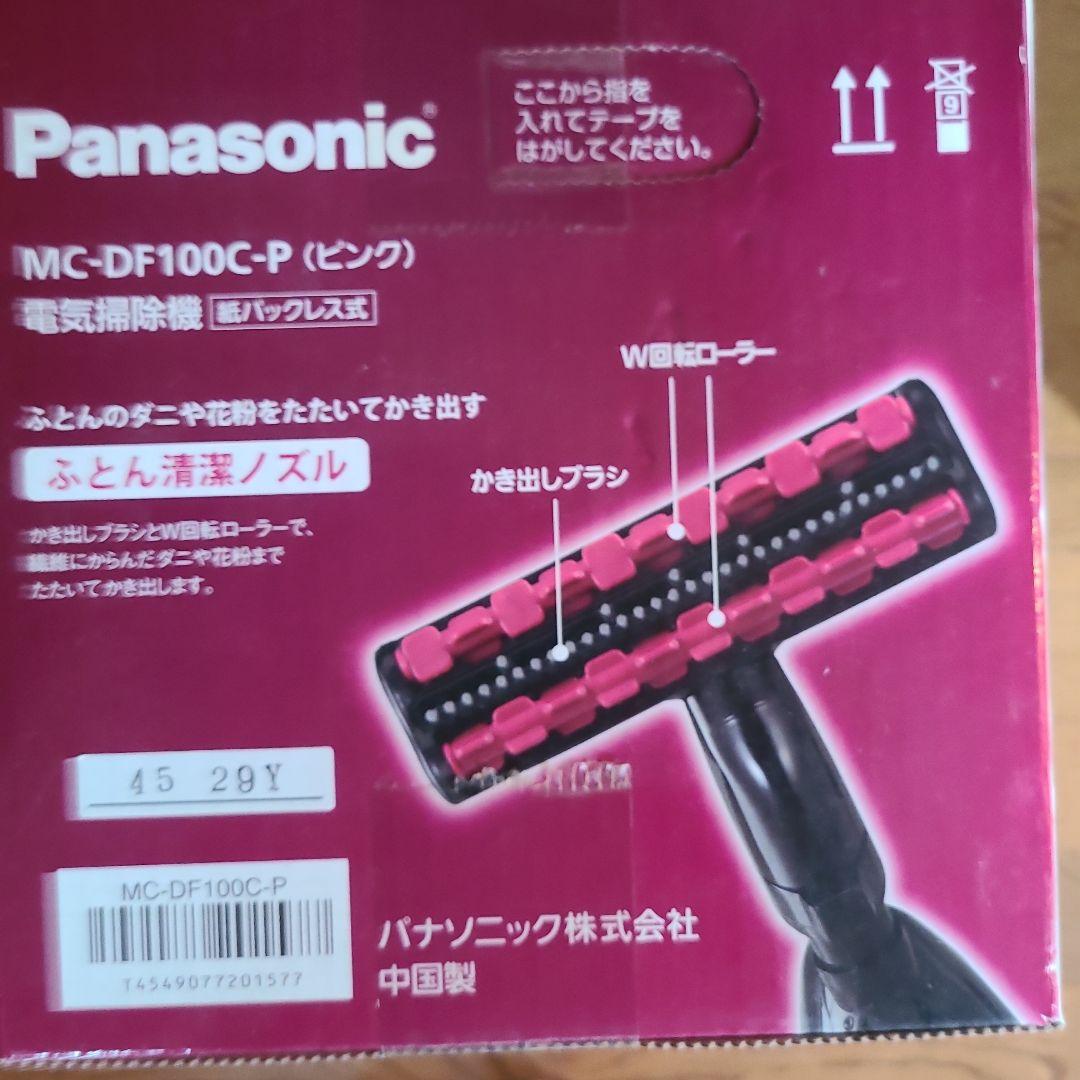 Panasonic®
ここから指を
入れてテープを
はがしてください。
9
MC-DF100C-P（ピンク）
電気掃除機 紙パックレス式
W回転ローラー
ふとんのダニや花粉をたたいてかき出す
ふとん清潔ノズル
かき出しブラシ
かき出しブラシとW回転ローラーで、
繊維にからんだダニや花粉まで
たたいてかき出します。
45 29Y
MC-DF100C-P
T4549077201577
パナソニック株式会社
中国製